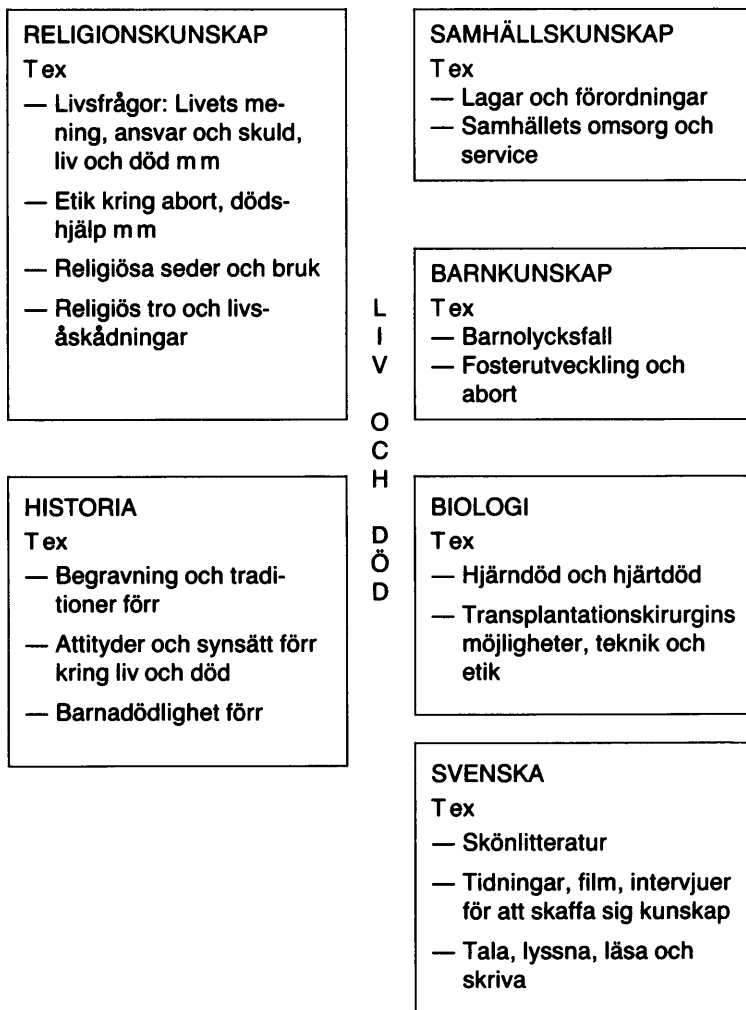 RELIGIONSKUNSKAP
T ex
— Livsfrågor: Livets me-
ning, ansvar och skuld,
liv och död m m
— Etik kring abort, döds-
hjälp m m
— Religiösa seder och bruk
— Religiös tro och livs-
åskådningar
HISTORIA
T ex
— Begravning och tradi-
tioner förr
— Attityder och synsätt förr
kring liv och död
— Barnadödlighet förr
L
I
V
O
C
H
D
Ö
D
SAMHÄLLSKUNSKAP
T ex
— Lagar och förordningar
— Samhällets omsorg och
service
BARNKUNSKAP
T ex
— Barnolycksfall
— Fosterutveckling och
abort
BIOLOGI
T ex
— Hjärndöd och hjärtdöd
— Transplantationskirurgins
möjligheter, teknik och
etik
SVENSKA
T ex
— Skönlitteratur
— Tidningar, film, intervjuer
för att skaffa sig kunskap
— Tala, lyssna, läsa och
skriva